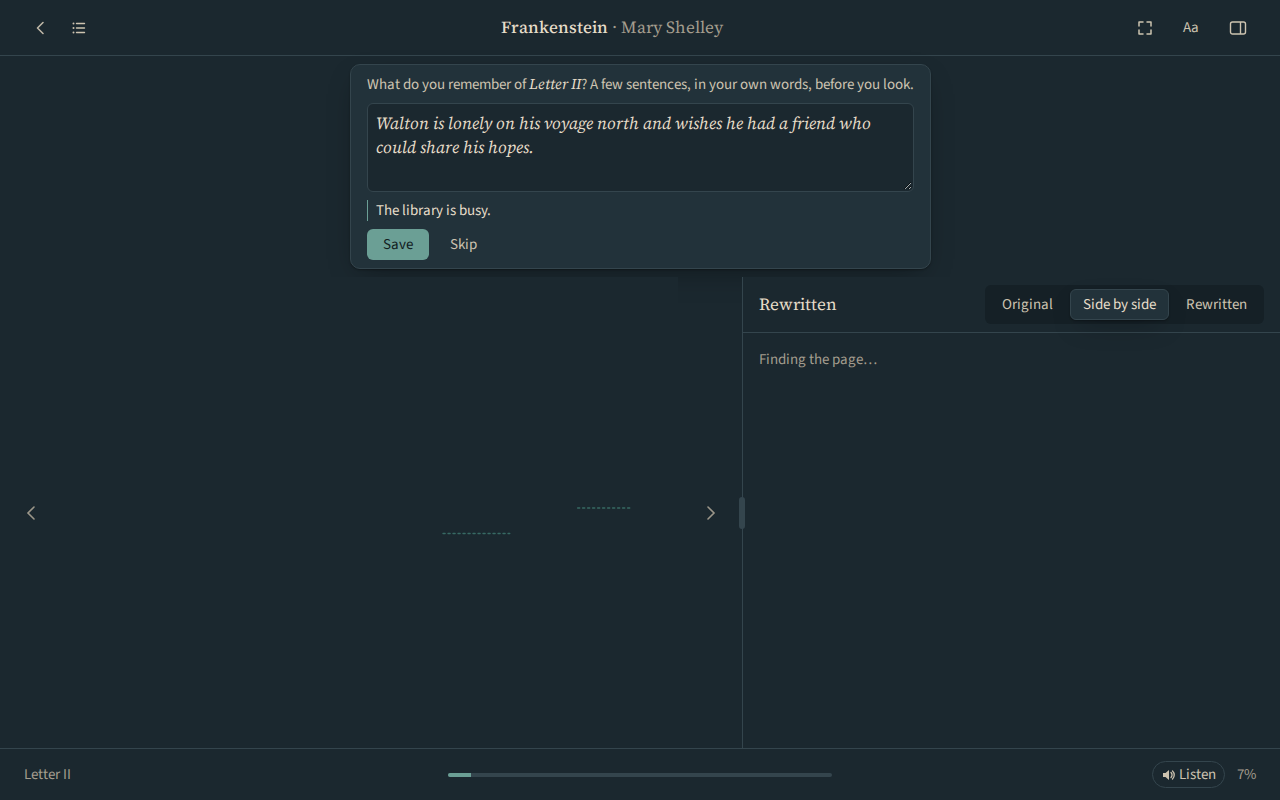 Frankenstein · Mary Shelley
Aa
What do you remember of Letter II? A few sentences, in your own words, before you look.
Walton is lonely on his voyage north and wishes he had a friend who
could share his hopes.
The library is busy.
Save Skip
Rewritten
Original Side by side Rewritten
Finding the page…
Letter II
Listen 7%